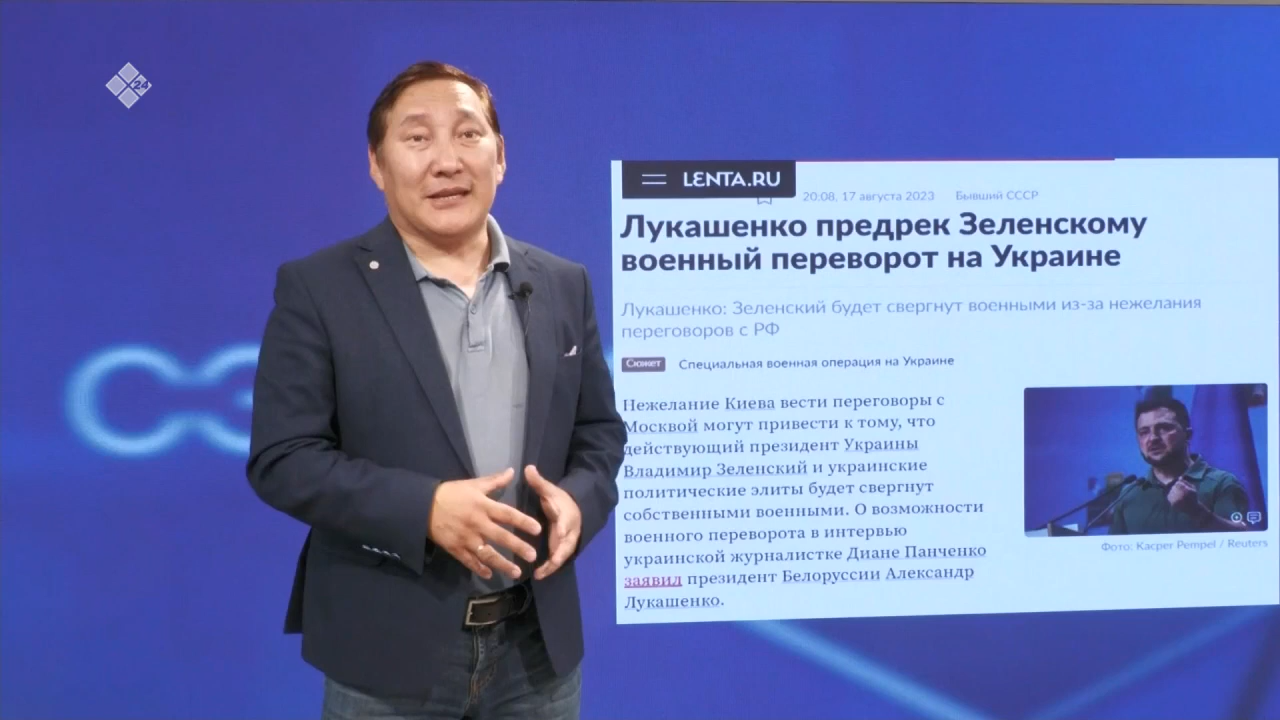 X24
LENTA.RU
20:08, 17 августа 2023 Бывший СССР
Лукашенко предрек Зеленскому
военный переворот на Украине
Лукашенко: Зеленский будет свергнут военными из-за нежелания
переговоров с РФ
Сюжет Специальная военная операция на Украине
Нежелание Киева вести переговоры с
Москвой могут привести к тому, что
действующий президент Украины
Владимир Зеленский и украинские
политические элиты будет свергнут
собственными военными. О возможности
военного переворота в интервью
украинской журналистке Диане Панченко
заявил президент Белоруссии Александр
Лукашенко.
Фото: Kacper Pempel / Reuters